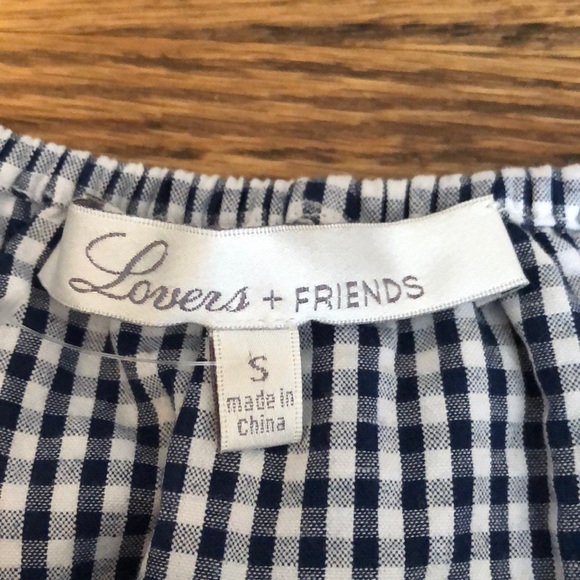 Lovers + FRIENDS
S
made in
China